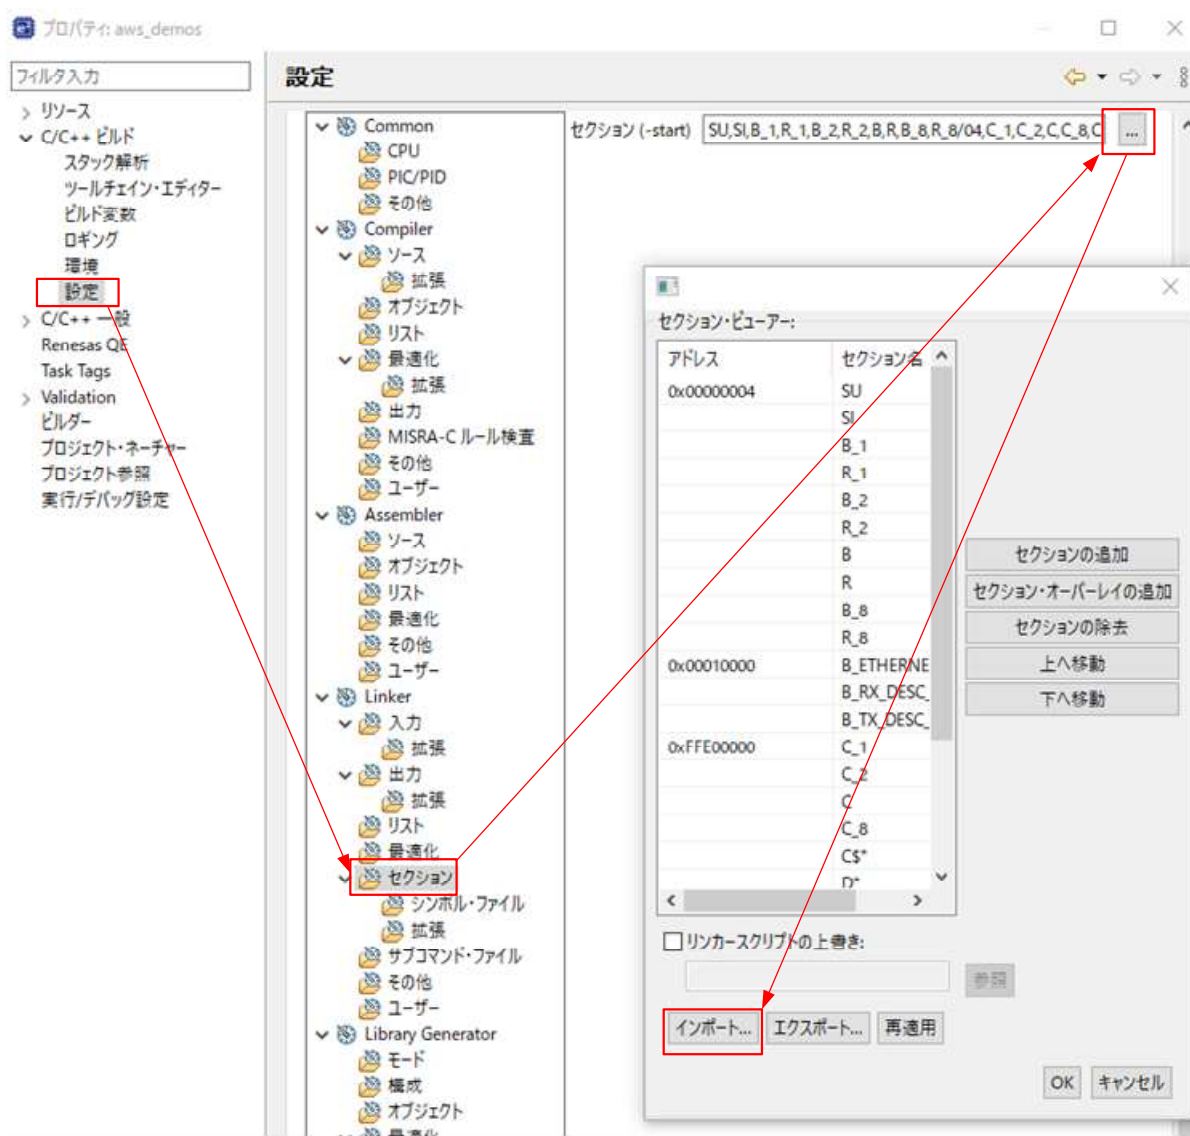 プロパティ: aws_demos
フィルタ入力
設定
リソース
C/C++ ビルド
スタック解析
ツールチェイン・エディター
ビルド変数
ロギング
環境
設定
C/C++ 一般
Renesas QE
Task Tags
Validation
ビルダー
プロジェクト・ネーチャー
プロジェクト参照
実行/デバッグ設定
Common
CPU
PIC/PID
その他
Compiler
ソース
拡張
オブジェクト
リスト
最適化
拡張
出力
MISRA-C ルール検査
その他
ユーザー
Assembler
ソース
オブジェクト
リスト
最適化
その他
ユーザー
Linker
入力
拡張
出力
拡張
リスト
最適化
セクション
シンボル・ファイル
拡張
サブコマンド・ファイル
その他
ユーザー
Library Generator
モード
構成
オブジェクト
最適化
セクション (-start) SU,SI,B_1,R_1,B_2,R_2,B,R,B_8,R_8/04,C_1,C_2,C,C_8,C ...
セクション・ビューアー:
アドレス セクション名
0x00000004 SU
SI
B_1
R_1
B_2
R_2
B
R
B_8
R_8
0x00010000 B_ETHERNE
B_RX_DESC_
B_TX_DESC_
0xFFE00000 C_1
C_2
C
C_8
C$*
D*
セクションの追加
セクション・オーバーレイの追加
セクションの除去
上へ移動
下へ移動
リンカースクリプトの上書き:
参照
インポート... エクスポート... 再適用
OK キャンセル